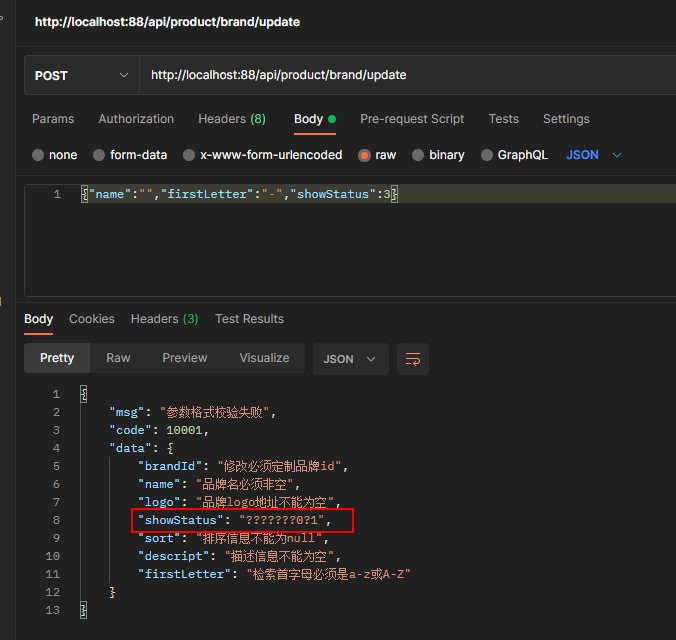 http://localhost:88/api/product/brand/update
POST http://localhost:88/api/product/brand/update
Params Authorization Headers (8) Body Pre-request Script Tests Settings
none form-data x-www-form-urlencoded raw binary GraphQL JSON
1 {"name":"","firstLetter":"-","showStatus":3}
Body Cookies Headers (3) Test Results
Pretty Raw Preview Visualize JSON
1 {
2 "msg": "参数格式校验失败",
3 "code": 10001,
4 "data": {
5 "brandId": "修改必须定制品牌id",
6 "name": "品牌名必须非空",
7 "logo": "品牌logo地址不能为空",
8 "showStatus": "???????0?1",
9 "sort": "排序信息不能为null",
10 "descript": "描述信息不能为空",
11 "firstLetter": "检索首字母必须是a-z或A-Z"
12 }
13 }